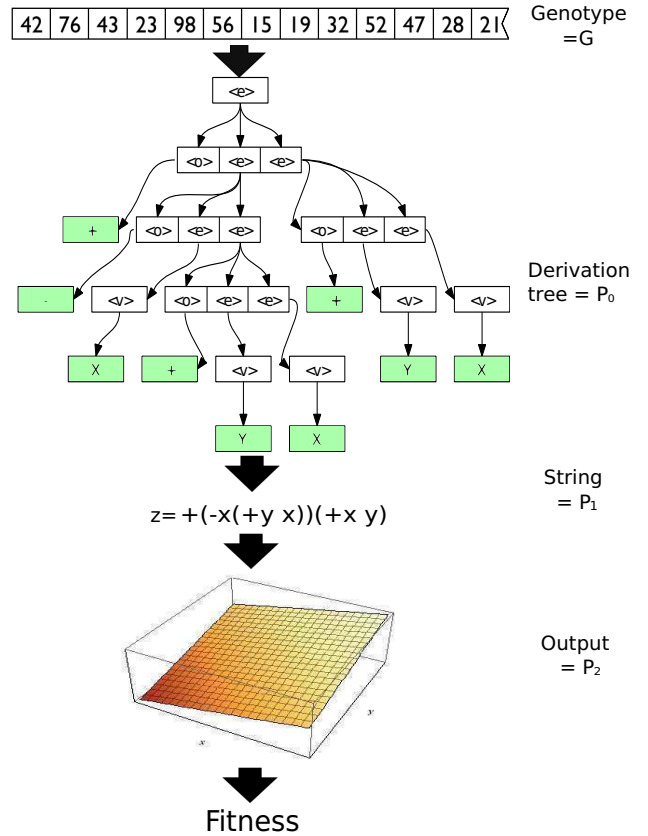 42 76 43 23 98 56 15 19 32 52 47 28 21
Genotype
=G
<e>
<o> <e> <e>
+ <o> <e> <e> <o> <e> <e>
- <v> <o> <e> <e> + <v> <v>
Derivation
tree = P₀
X + <v> <v> Y X
Y X
String
= P₁
z= +(-x(+y x))(+x y)
Output
= P₂
x
y
Fitness